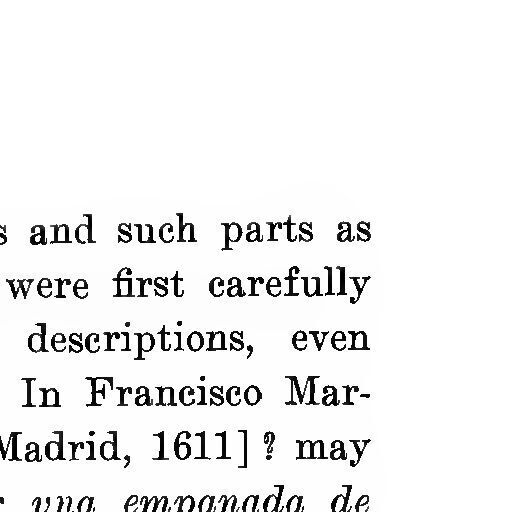 and such parts as
were first carefully
descriptions, even
In Francisco Mar-
Madrid, 1611] ? may
vna empanada de